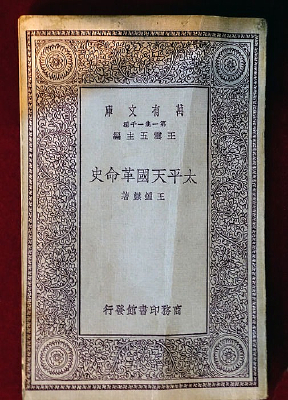 萬有文庫
第一集一千種
王雲五主編
太平天國革命史
王鍾麒著
商務印書館發行